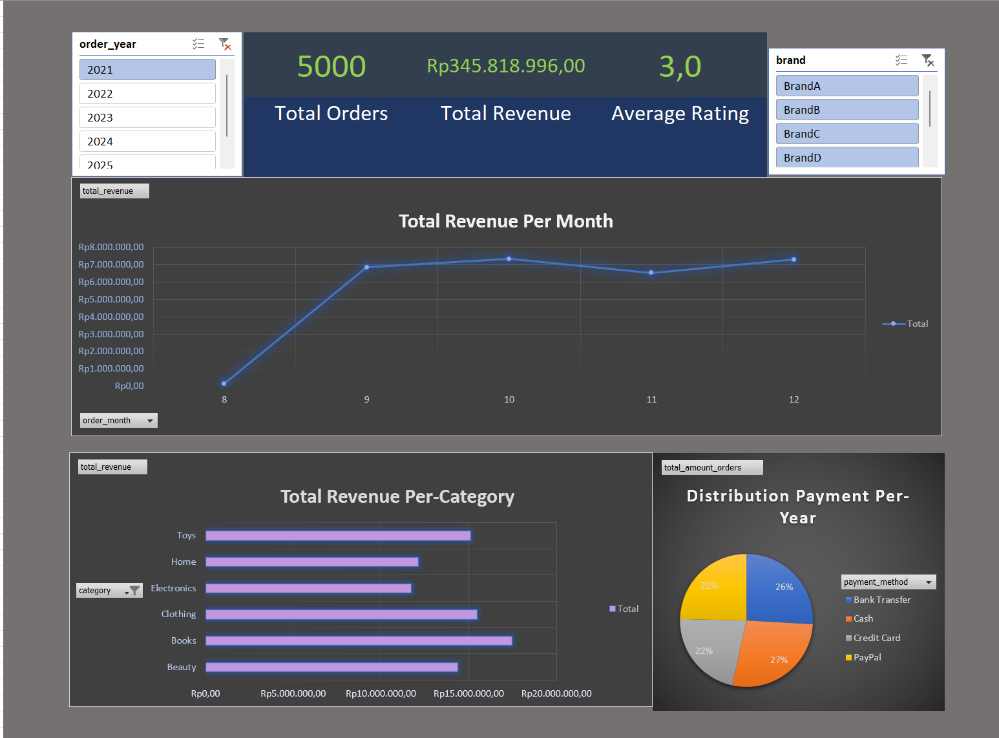 order_year
2021
2022
2023
2024
2025
5000
Rp345.818.996,00
3,0
Total Orders
Total Revenue
Average Rating
brand
BrandA
BrandB
BrandC
BrandD
total_revenue
Total Revenue Per Month
Rp8.000.000,00
Rp7.000.000,00
Rp6.000.000,00
Rp5.000.000,00
Rp4.000.000,00
Rp3.000.000,00
Rp2.000.000,00
Rp1.000.000,00
Rp0,00
8
9
10
11
12
Total
order_month
total_revenue
Total Revenue Per-Category
Toys
Home
Electronics
Clothing
Books
Beauty
category
Rp0,00
Rp5.000.000,00
Rp10.000.000,00
Rp15.000.000,00
Rp20.000.000,00
Total
total_amount_orders
Distribution Payment Per-
Year
25%
26%
22%
27%
payment_method
Bank Transfer
Cash
Credit Card
PayPal